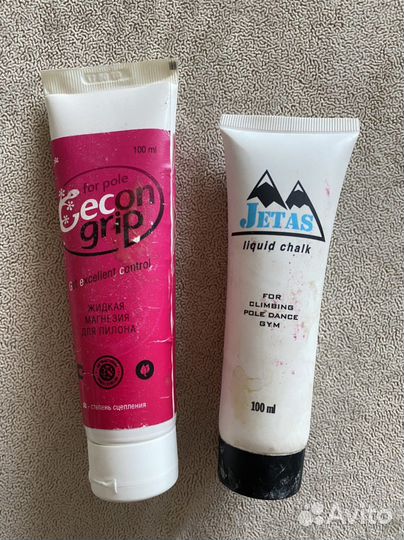 100 ml
for pole
Gecon
grip
excellent control
ЖИДКАЯ
МАГНЕЗИЯ
ДЛЯ ПИЛОНА
- степень сцепления
JETAS
liquid chalk
FOR
CLIMBING
POLE DANCE
GYM
100 ml
Avito